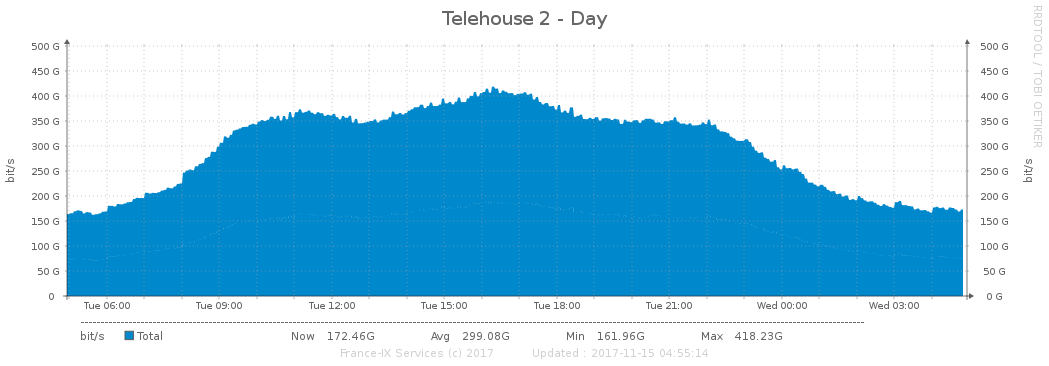 Telehouse 2 - Day
RRDTOOL / TOBI OETIKER
bit/s
500 G 500 G
450 G 450 G
400 G 400 G
350 G 350 G
300 G 300 G
250 G 250 G
200 G 200 G
150 G 150 G
100 G 100 G
50 G 50 G
0 0 G
bit/s
Tue 06:00 Tue 09:00 Tue 12:00 Tue 15:00 Tue 18:00 Tue 21:00 Wed 00:00 Wed 03:00
bit/s Total Now 172.46G Avg 299.08G Min 161.96G Max 418.23G
France-IX Services (c) 2017 Updated : 2017-11-15 04:55:14